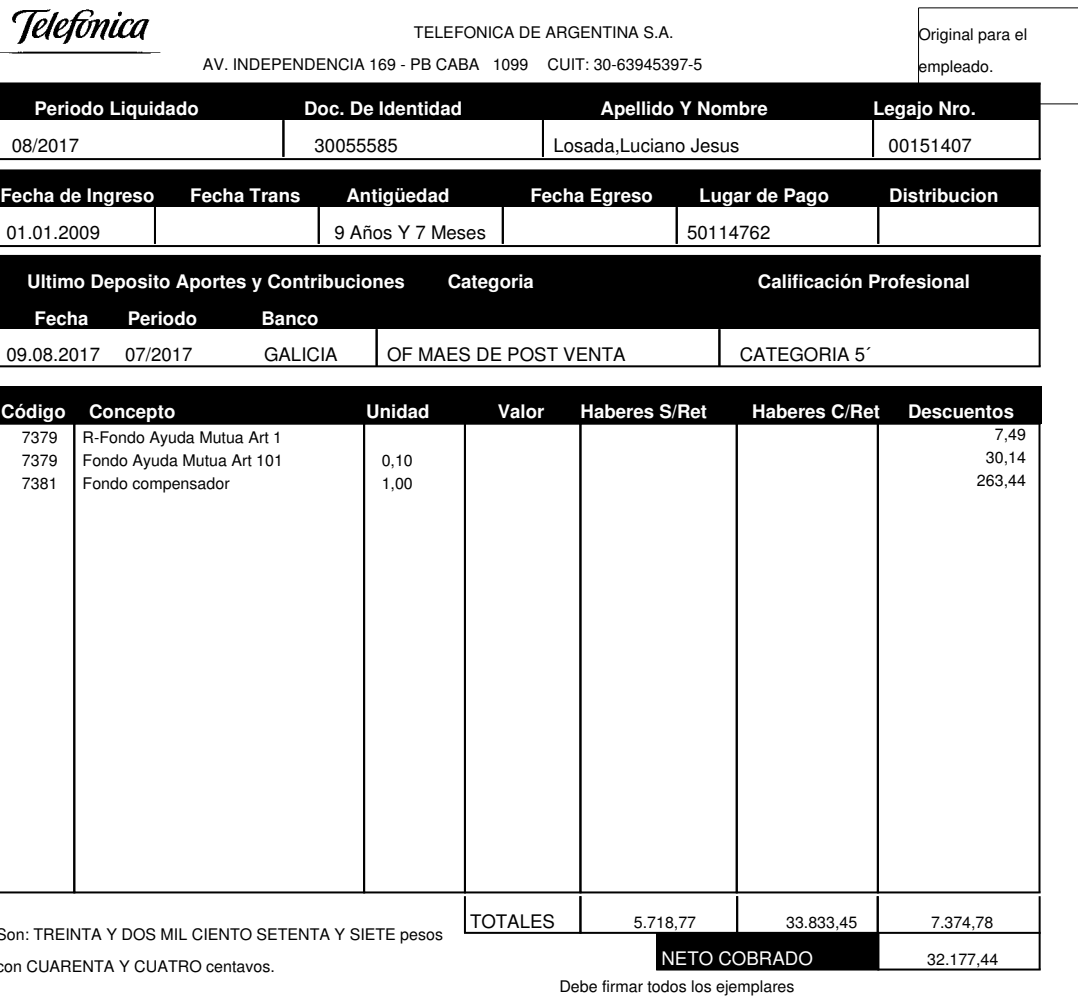 Telefónica
TELEFONICA DE ARGENTINA S.A.
AV. INDEPENDENCIA 169 - PB CABA 1099 CUIT: 30-63945397-5
Original para el
empleado.
Periodo Liquidado Doc. De Identidad Apellido Y Nombre Legajo Nro.
08/2017 30055585 Losada,Luciano Jesus 00151407
Fecha de Ingreso Fecha Trans Antigüedad Fecha Egreso Lugar de Pago Distribucion
01.01.2009 9 Años Y 7 Meses 50114762
Ultimo Deposito Aportes y Contribuciones Categoria Calificación Profesional
Fecha Periodo Banco
09.08.2017 07/2017 GALICIA OF MAES DE POST VENTA CATEGORIA 5´
Código Concepto Unidad Valor Haberes S/Ret Haberes C/Ret Descuentos
7379 R-Fondo Ayuda Mutua Art 1 7,49
7379 Fondo Ayuda Mutua Art 101 0,10 30,14
7381 Fondo compensador 1,00 263,44
TOTALES 5.718,77 33.833,45 7.374,78
Son: TREINTA Y DOS MIL CIENTO SETENTA Y SIETE pesos
con CUARENTA Y CUATRO centavos.
NETO COBRADO 32.177,44
Debe firmar todos los ejemplares